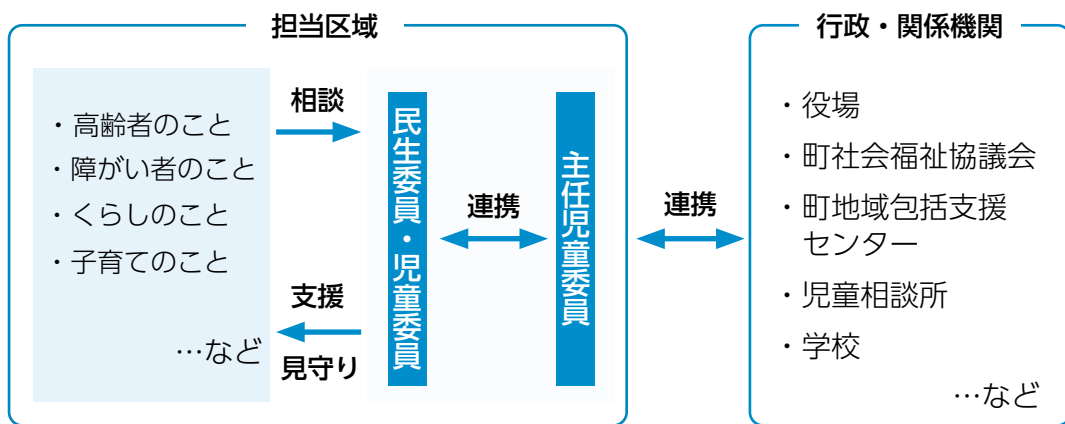 担当区域
・高齢者のこと
・障がい者のこと
・くらしのこと
・子育てのこと
…など
相談
支援
見守り
民生委員・児童委員
連携
主任児童委員
連携
行政・関係機関
・役場
・町社会福祉協議会
・町地域包括支援
センター
・児童相談所
・学校
…など